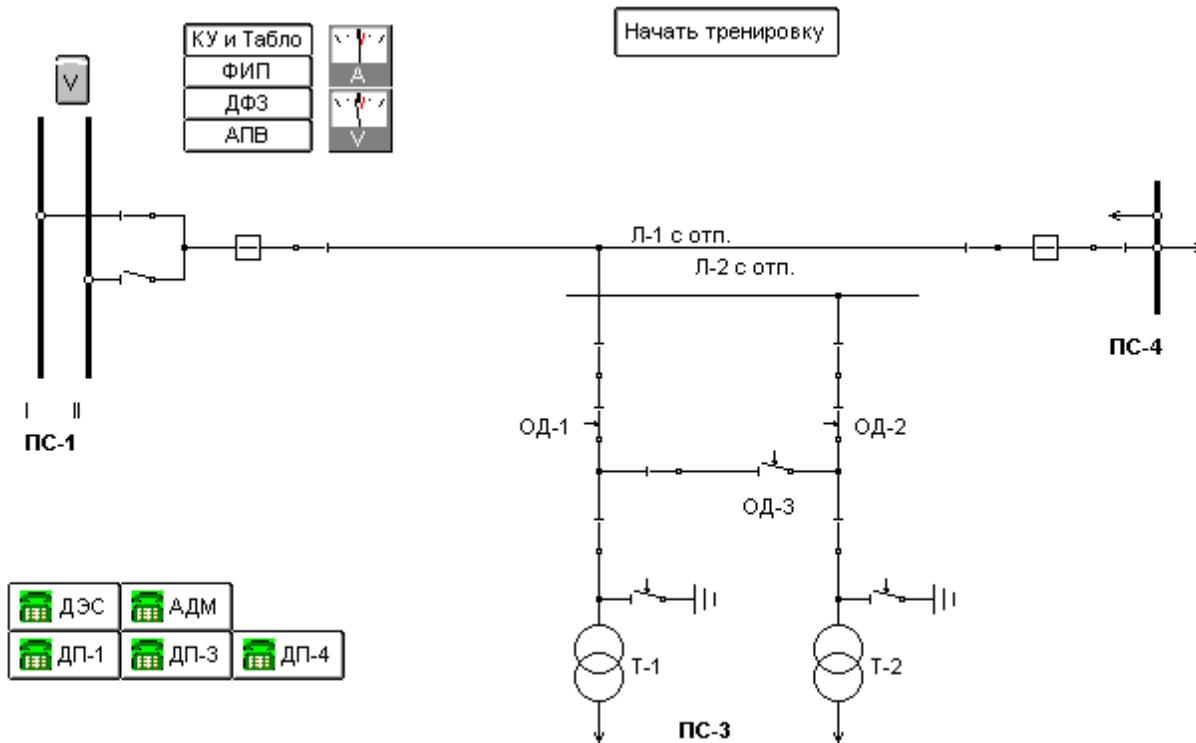 КУ и Табло
ФИП
ДФЗ
АПВ
A
V
Начать тренировку
V
Л-1 с отп.
Л-2 с отп.
ПС-4
I II
ПС-1
ОД-1
ОД-2
ОД-3
ДЭС
АДМ
ДП-1
ДП-3
ДП-4
Т-1
Т-2
ПС-3